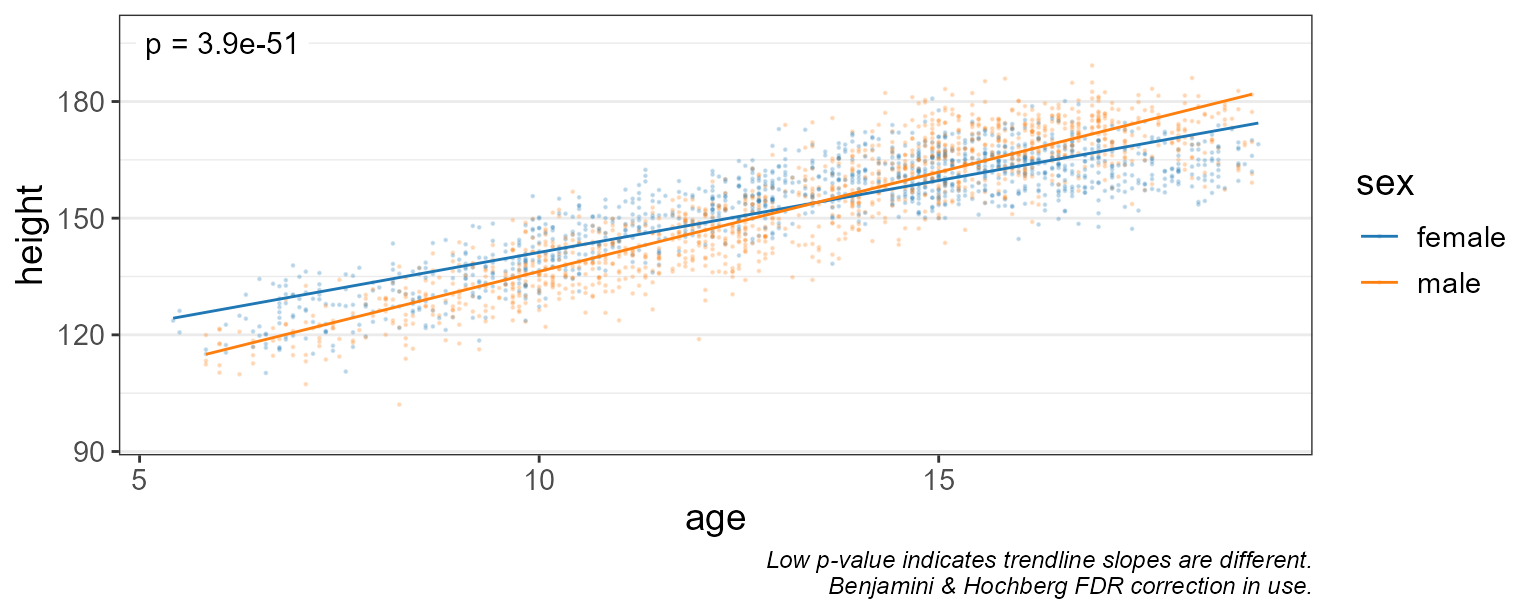 p = 3.9e-51
180
150
120
90
height
5
10
15
age
sex
female
male
Low p-value indicates trendline slopes are different.
Benjamini & Hochberg FDR correction in use.